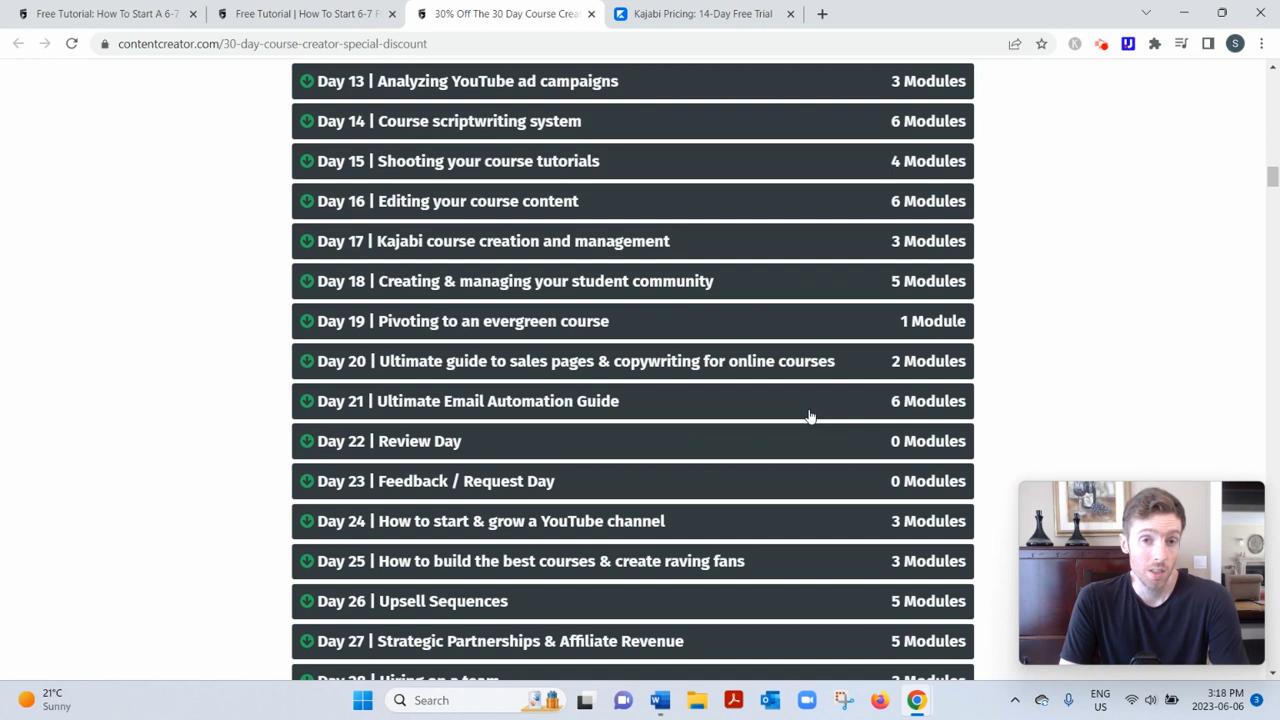 Free Tutorial: How To Start A 6-7
Free Tutorial | How To Start 6-7 F
30% Off The 30 Day Course Crea
Kajabi Pricing: 14-Day Free Trial
contentcreator.com/30-day-course-creator-special-discount
S
Day 13 | Analyzing YouTube ad campaigns 3 Modules
Day 14 | Course scriptwriting system 6 Modules
Day 15 | Shooting your course tutorials 4 Modules
Day 16 | Editing your course content 6 Modules
Day 17 | Kajabi course creation and management 3 Modules
Day 18 | Creating & managing your student community 5 Modules
Day 19 | Pivoting to an evergreen course 1 Module
Day 20 | Ultimate guide to sales pages & copywriting for online courses 2 Modules
Day 21 | Ultimate Email Automation Guide 6 Modules
Day 22 | Review Day 0 Modules
Day 23 | Feedback / Request Day 0 Modules
Day 24 | How to start & grow a YouTube channel 3 Modules
Day 25 | How to build the best courses & create raving fans 3 Modules
Day 26 | Upsell Sequences 5 Modules
Day 27 | Strategic Partnerships & Affiliate Revenue 5 Modules
Day 28 | Hiring on a team 3 Modules
21°C
Sunny
Search
ENG
US
3:18 PM
2023-06-06
3